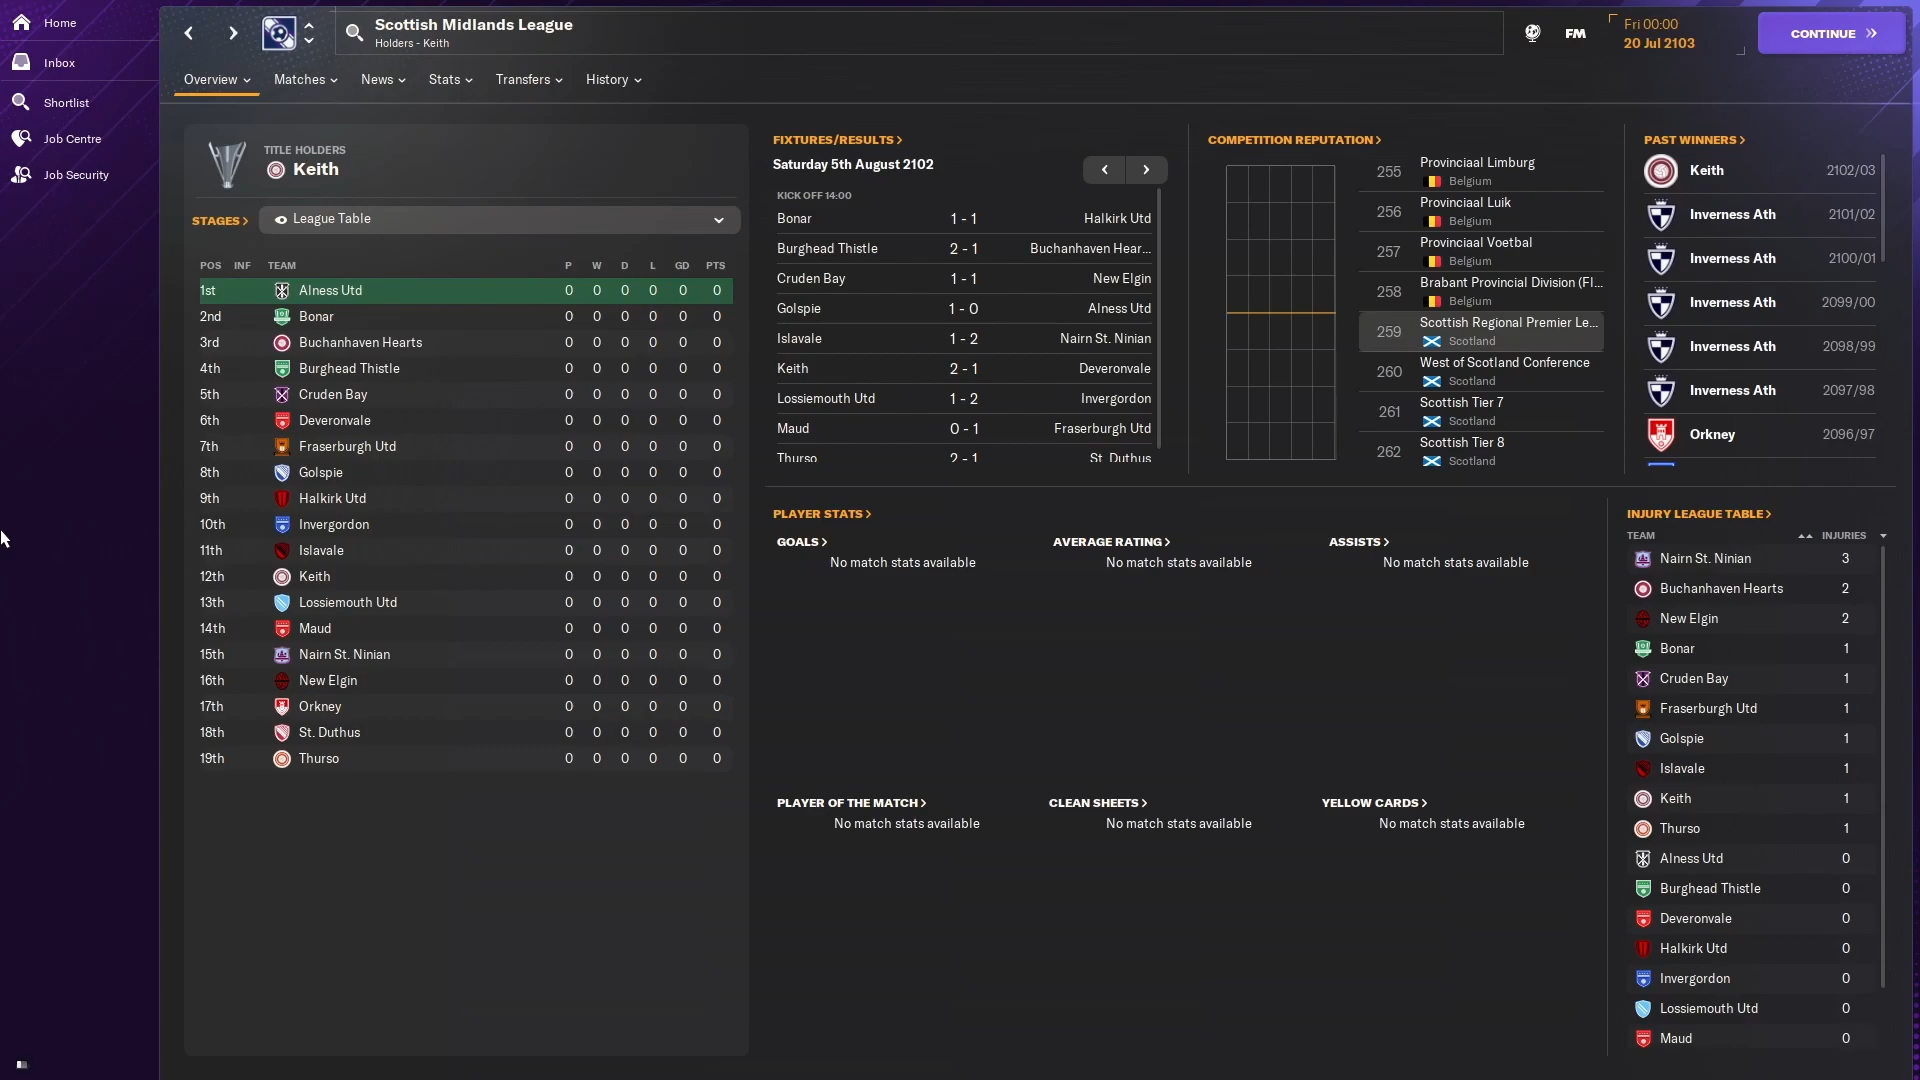 Home
Inbox
Shortlist
Job Centre
Job Security
Scottish Midlands League
Holders - Keith
FM
Fri 00:00
20 Jul 2103
CONTINUE
Overview
Matches
News
Stats
Transfers
History
TITLE HOLDERS
Keith
STAGES
League Table
POS INF TEAM P W D L GD PTS
1st Alness Utd 0 0 0 0 0 0
2nd Bonar 0 0 0 0 0 0
3rd Buchanhaven Hearts 0 0 0 0 0 0
4th Burghead Thistle 0 0 0 0 0 0
5th Cruden Bay 0 0 0 0 0 0
6th Deveronvale 0 0 0 0 0 0
7th Fraserburgh Utd 0 0 0 0 0 0
8th Golspie 0 0 0 0 0 0
9th Halkirk Utd 0 0 0 0 0 0
10th Invergordon 0 0 0 0 0 0
11th Islavale 0 0 0 0 0 0
12th Keith 0 0 0 0 0 0
13th Lossiemouth Utd 0 0 0 0 0 0
14th Maud 0 0 0 0 0 0
15th Nairn St. Ninian 0 0 0 0 0 0
16th New Elgin 0 0 0 0 0 0
17th Orkney 0 0 0 0 0 0
18th St. Duthus 0 0 0 0 0 0
19th Thurso 0 0 0 0 0 0
FIXTURES/RESULTS
Saturday 5th August 2102
KICK OFF 14:00
Bonar 1 - 1 Halkirk Utd
Burghead Thistle 2 - 1 Buchanhaven Hear...
Cruden Bay 1 - 1 New Elgin
Golspie 1 - 0 Alness Utd
Islavale 1 - 2 Nairn St. Ninian
Keith 2 - 1 Deveronvale
Lossiemouth Utd 1 - 2 Invergordon
Maud 0 - 1 Fraserburgh Utd
Thurso 2 - 1 St. Duthus
COMPETITION REPUTATION
255 Provinciaal Limburg
Belgium
256 Provinciaal Luik
Belgium
257 Provinciaal Voetbal
Belgium
258 Brabant Provincial Division (Fl...
Belgium
259 Scottish Regional Premier Le...
Scotland
260 West of Scotland Conference
Scotland
261 Scottish Tier 7
Scotland
262 Scottish Tier 8
Scotland
PAST WINNERS
Keith 2102/03
Inverness Ath 2101/02
Inverness Ath 2100/01
Inverness Ath 2099/00
Inverness Ath 2098/99
Inverness Ath 2097/98
Orkney 2096/97
PLAYER STATS
GOALS
No match stats available
AVERAGE RATING
No match stats available
ASSISTS
No match stats available
PLAYER OF THE MATCH
No match stats available
CLEAN SHEETS
No match stats available
YELLOW CARDS
No match stats available
INJURY LEAGUE TABLE
TEAM INJURIES
Nairn St. Ninian 3
Buchanhaven Hearts 2
New Elgin 2
Bonar 1
Cruden Bay 1
Fraserburgh Utd 1
Golspie 1
Islavale 1
Keith 1
Thurso 1
Alness Utd 0
Burghead Thistle 0
Deveronvale 0
Halkirk Utd 0
Invergordon 0
Lossiemouth Utd 0
Maud 0